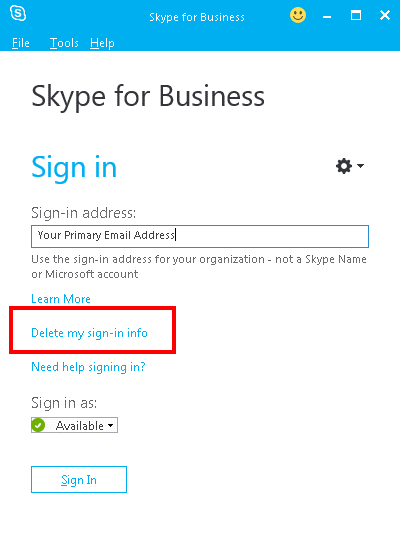 Skype for Business
File Tools Help
Skype for Business
Sign in
Sign-in address:
Your Primary Email Address
Use the sign-in address for your organization - not a Skype Name
or Microsoft account
Learn More
Delete my sign-in info
Need help signing in?
Sign in as:
Available
Sign In